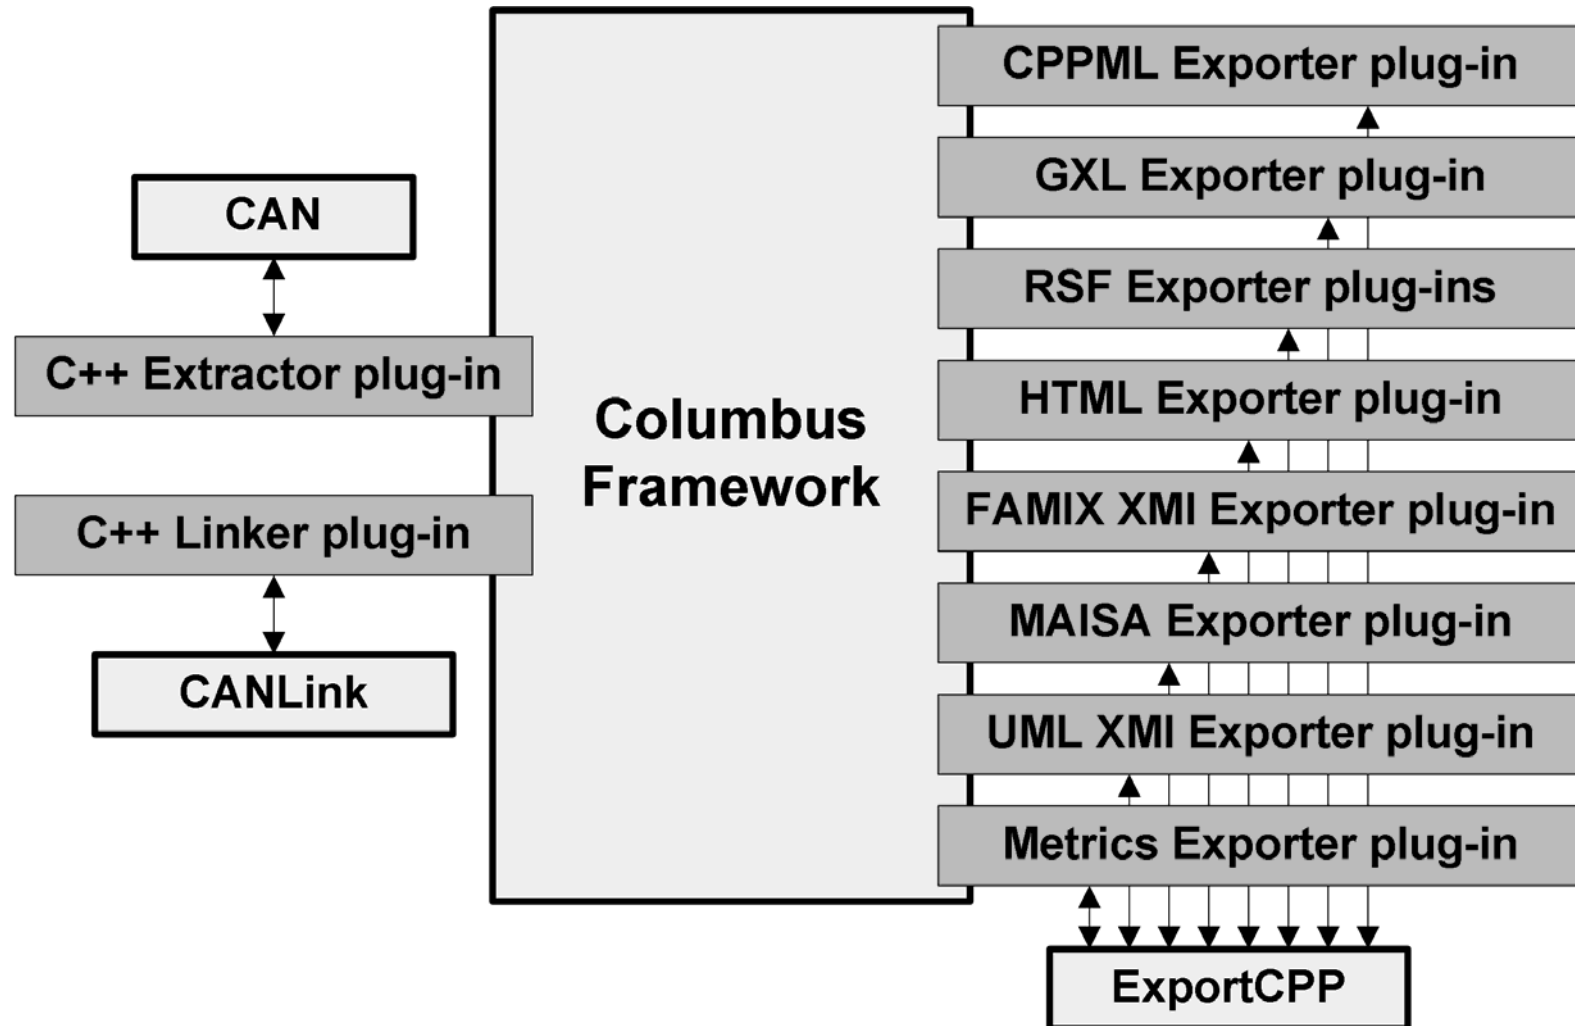 CAN
C++ Extractor plug-in
C++ Linker plug-in
CANLink
Columbus
Framework
CPPML Exporter plug-in
GXL Exporter plug-in
RSF Exporter plug-ins
HTML Exporter plug-in
FAMIX XMI Exporter plug-in
MAISA Exporter plug-in
UML XMI Exporter plug-in
Metrics Exporter plug-in
ExportCPP